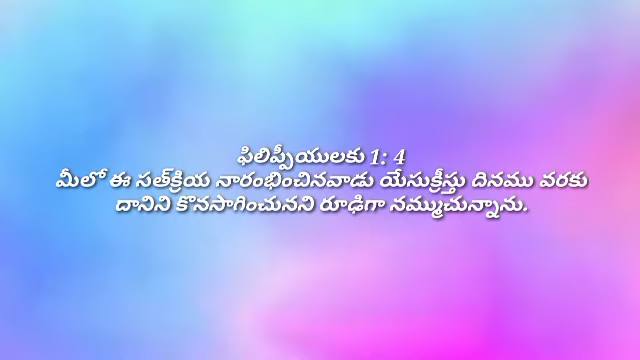 ఫిలిప్పీయులకు 1: 4
మీలో ఈ సత్‌క్రియ నారంభించినవాడు యేసుక్రీస్తు దినము వరకు
దానిని కొనసాగించునని రూఢిగా నమ్ముచున్నాను.